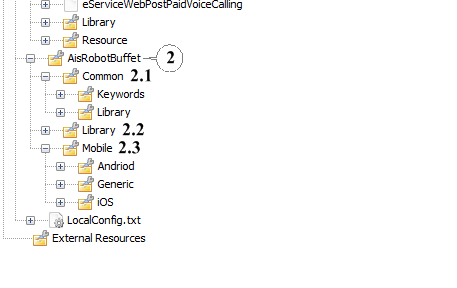 eServiceWebPostPaidVoiceCalling
Library
Resource
AisRobotBuffet 2
Common 2.1
Keywords
Library
Library 2.2
Mobile 2.3
Andriod
Generic
iOS
LocalConfig.txt
External Resources